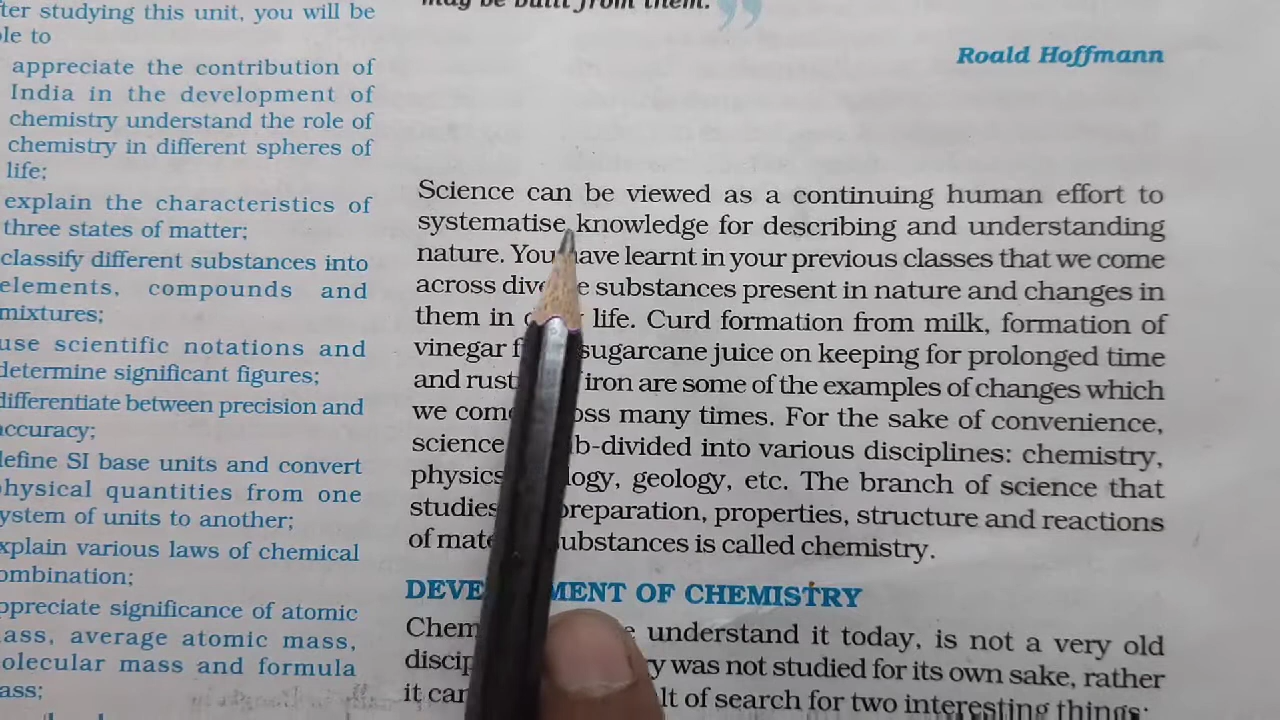 may be built from them.”
Roald Hoffmann
ter studying this unit, you will be
le to
appreciate the contribution of
India in the development of
chemistry understand the role of
chemistry in different spheres of
life;
explain the characteristics of
three states of matter;
classify different substances into
elements, compounds and
mixtures;
use scientific notations and
determine significant figures;
differentiate between precision and
accuracy;
define SI base units and convert
physical quantities from one
ystem of units to another;
xplain various laws of chemical
ombination;
ppreciate significance of atomic
ass, average atomic mass,
olecular mass and formula
ass;
Science can be viewed as a continuing human effort to
systematise knowledge for describing and understanding
nature. You have learnt in your previous classes that we come
across dive e substances present in nature and changes in
them in life. Curd formation from milk, formation of
vinegar f sugarcane juice on keeping for prolonged time
and rust iron are some of the examples of changes which
we come oss many times. For the sake of convenience,
science b-divided into various disciplines: chemistry,
physics logy, geology, etc. The branch of science that
studies preparation, properties, structure and reactions
of mate substances is called chemistry.
DEVE MENT OF CHEMISTRY
Chem e understand it today, is not a very old
discip ry was not studied for its own sake, rather
it can lt of search for two interesting things: